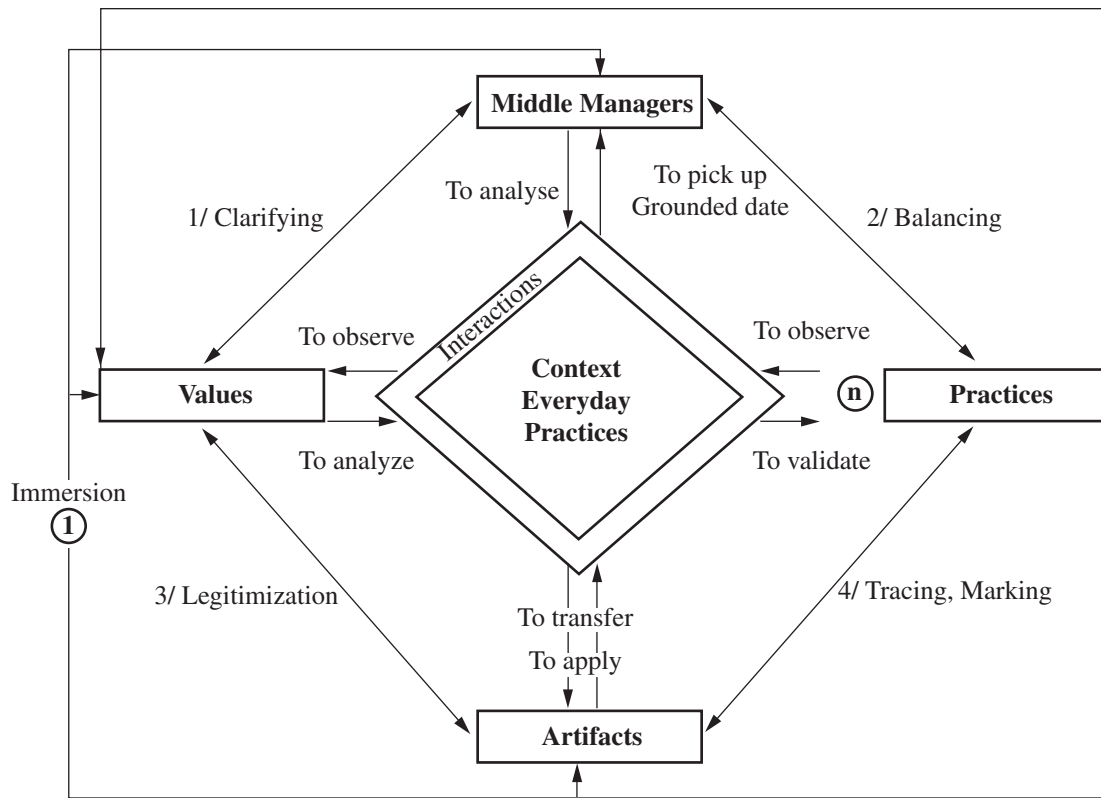 Middle Managers
To analyse
To pick up
Grounded date
1/ Clarifying
2/ Balancing
Interactions
To observe
To observe
Values
Context
Everyday
Practices
n
Practices
To analyze
To validate
Immersion
1
3/ Legitimization
4/ Tracing, Marking
To transfer
To apply
Artifacts